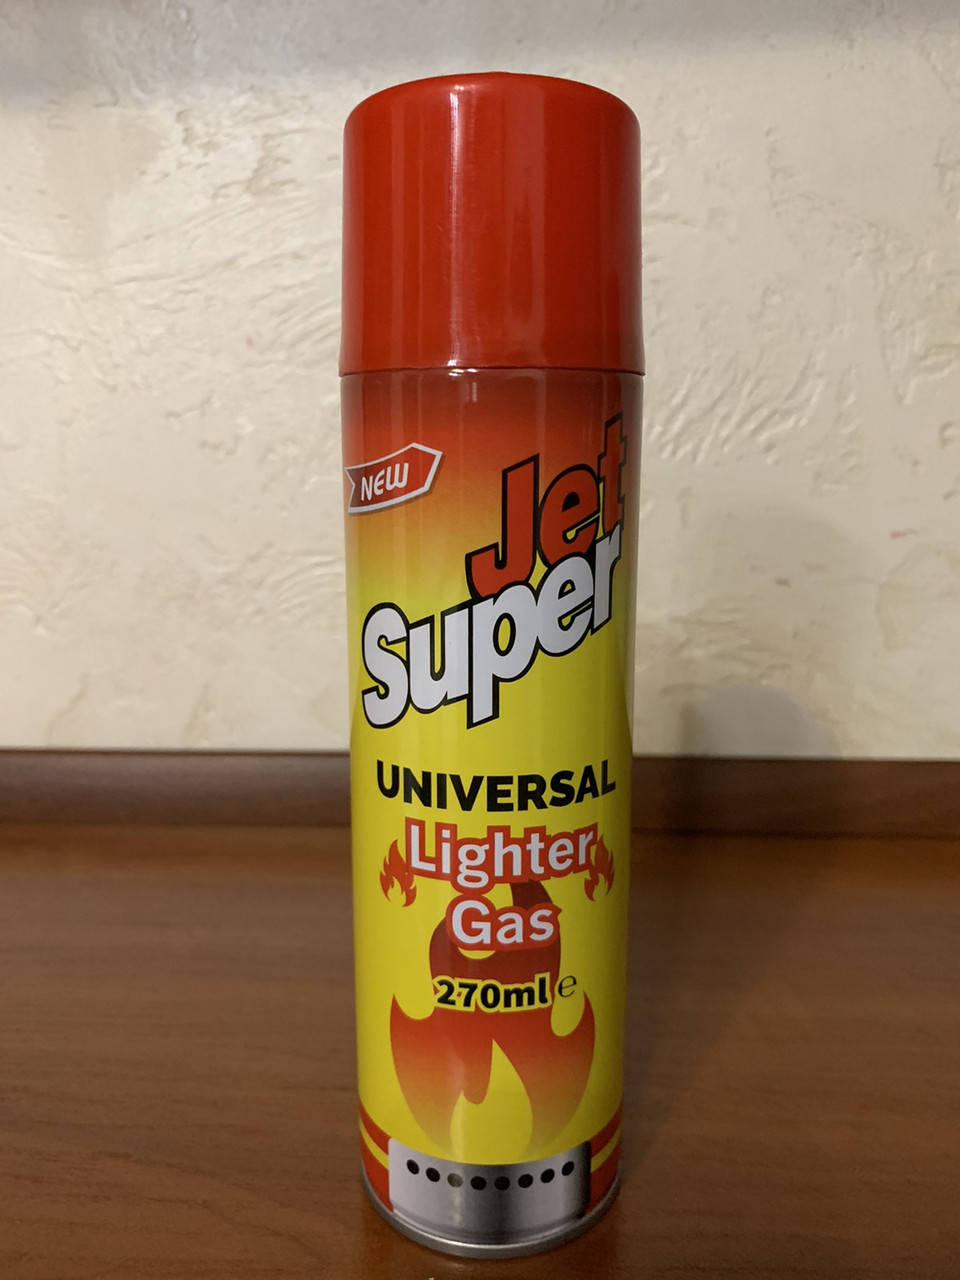 NEW
Jet
Super
UNIVERSAL
Lighter
Gas
270ml ℮